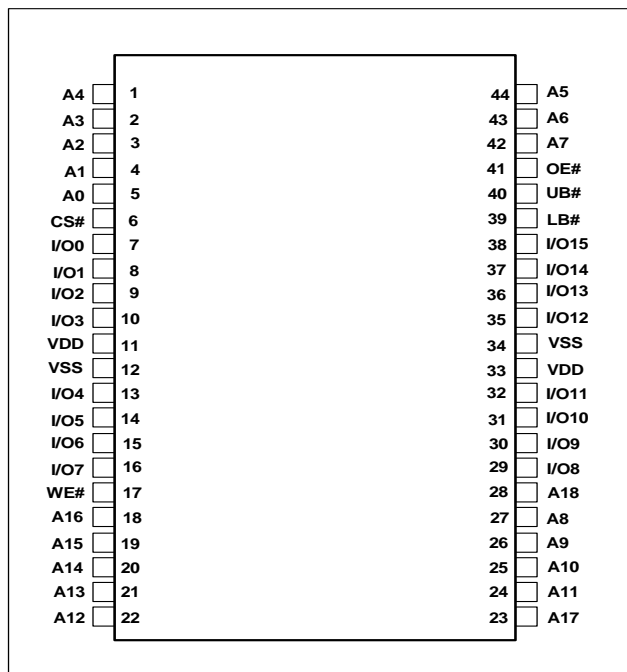 A4 1 44 A5
A3 2 43 A6
A2 3 42 A7
A1 4 41 OE#
A0 5 40 UB#
CS# 6 39 LB#
I/O0 7 38 I/O15
I/O1 8 37 I/O14
I/O2 9 36 I/O13
I/O3 10 35 I/O12
VDD 11 34 VSS
VSS 12 33 VDD
I/O4 13 32 I/O11
I/O5 14 31 I/O10
I/O6 15 30 I/O9
I/O7 16 29 I/O8
WE# 17 28 A18
A16 18 27 A8
A15 19 26 A9
A14 20 25 A10
A13 21 24 A11
A12 22 23 A17